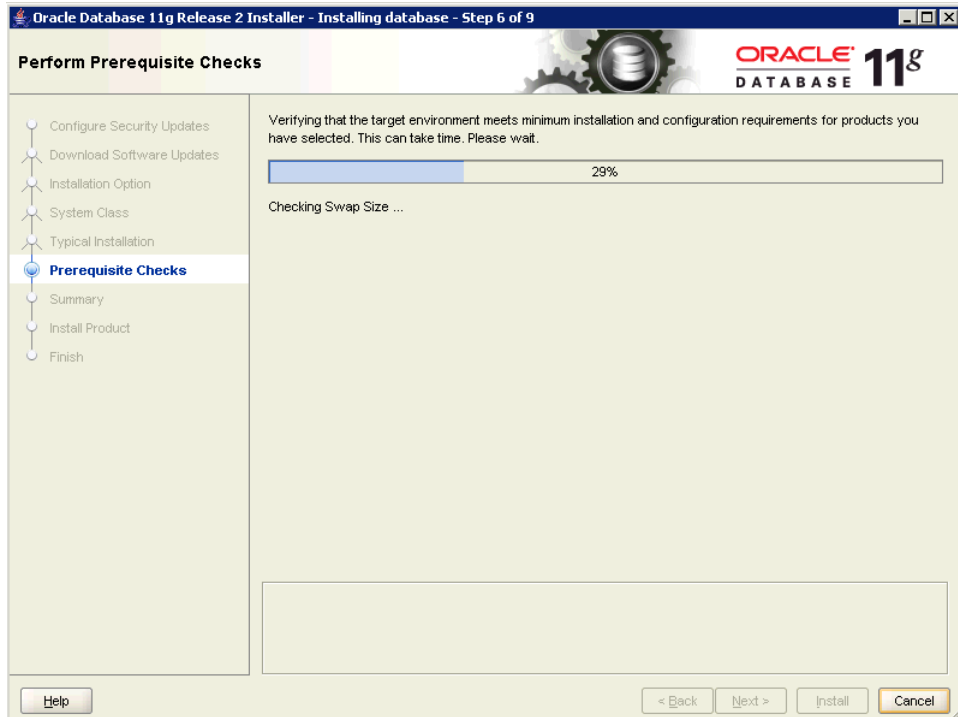 Oracle Database 11g Release 2 Installer - Installing database - Step 6 of 9
Perform Prerequisite Checks
ORACLE 11g
DATABASE
Configure Security Updates
Download Software Updates
Installation Option
System Class
Typical Installation
Prerequisite Checks
Summary
Install Product
Finish
Verifying that the target environment meets minimum installation and configuration requirements for products you
have selected. This can take time. Please wait.
29%
Checking Swap Size ...
Help
< Back
Next >
Install
Cancel